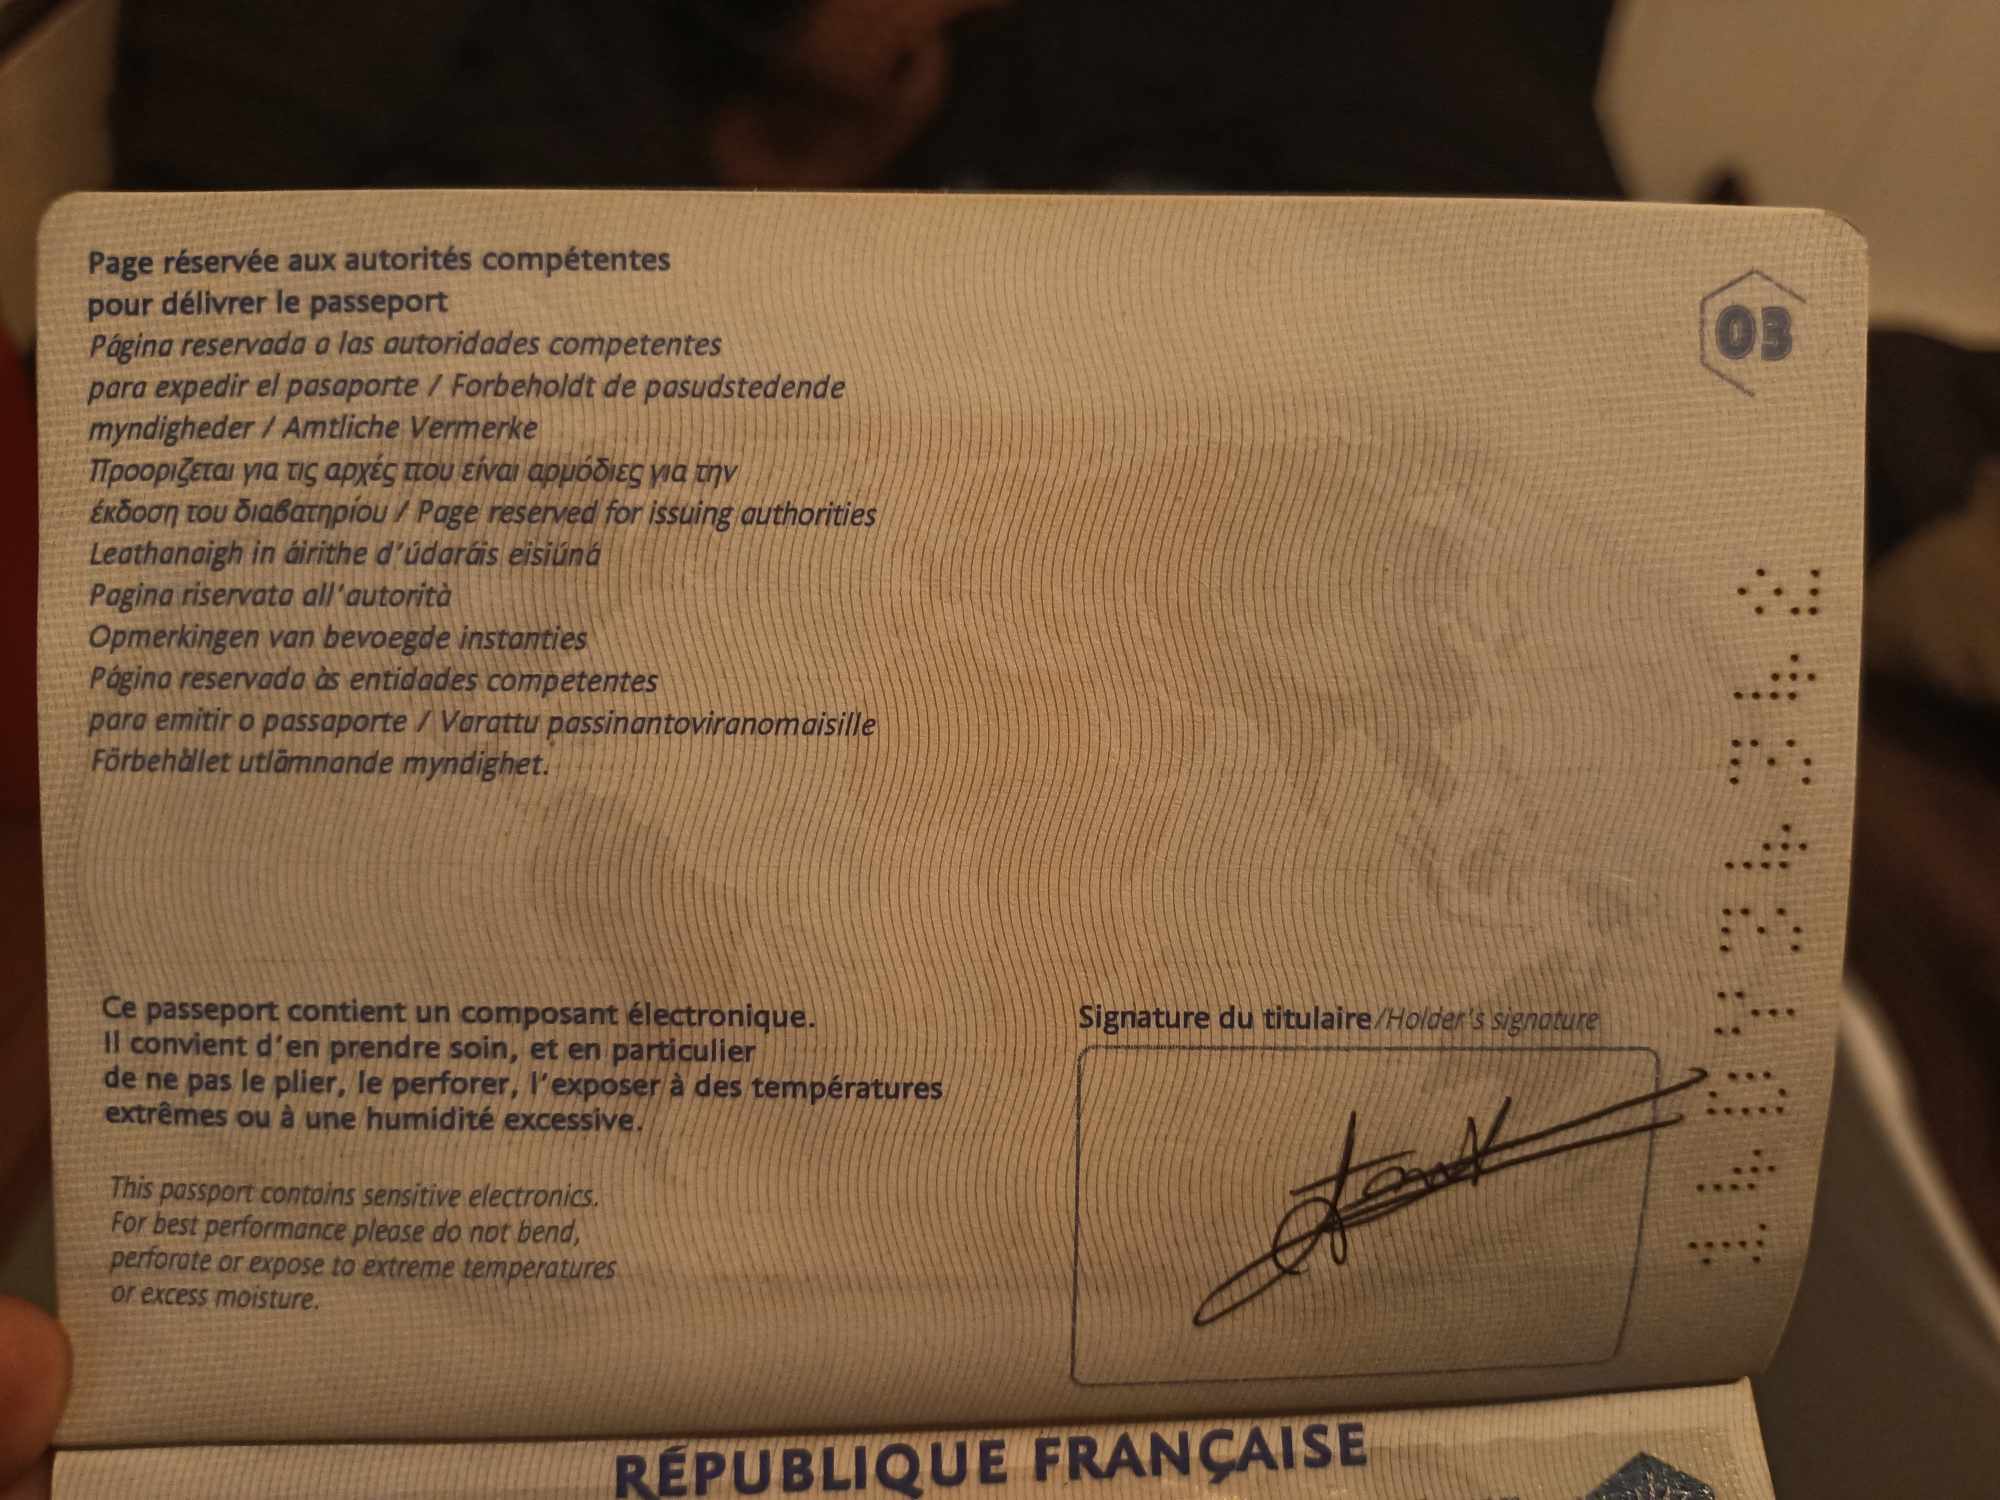 Page réservée aux autorités compétentes
pour délivrer le passeport
Página reservada a las autoridades competentes
para expedir el pasaporte / Forbeholdt de pasudstedende
myndigheder / Amtliche Vermerke
Προοριζεται για τις αρχές που είναι αρμόδιες για την
έκδοση του διαβατηρίου / Page reserved for issuing authorities
Leathanaigh in áirithe d'údaráis eisiúná
Pagina riservata all'autorità
Opmerkingen van bevoegde instanties
Página reservada às entidades competentes
para emitir o passaporte / Varattu passinantoviranomaisille
Förbehållet utlämnande myndighet.
03
Ce passeport contient un composant électronique.
Il convient d'en prendre soin, et en particulier
de ne pas le plier, le perforer, l'exposer à des températures
extrêmes ou à une humidité excessive.
This passport contains sensitive electronics.
For best performance please do not bend,
perforate or expose to extreme temperatures
or excess moisture.
Signature du titulaire/Holder's signature
RÉPUBLIQUE FRANÇAISE